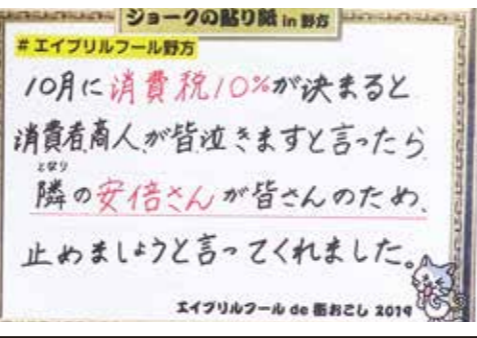 ジョークの貼り紙 in 野方
#エイプリルフール野方
10月に消費税10%が決まると
消費者商人が皆泣きますと言ったら
となり
隣の安倍さんが皆さんのため、
止めましょうと言ってくれました。
エイプリルフール de 街おこし 2019